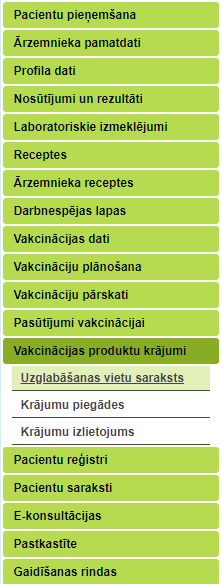 Pacientu pieņemšana
Ārzemnieka pamatdati
Profila dati
Nosūtījumi un rezultāti
Laboratoriskie izmeklējumi
Receptes
Ārzemnieka receptes
Darbnespējas lapas
Vakcinācijas dati
Vakcināciju plānošana
Vakcināciju pārskati
Pasūtījumi vakcinācijai
Vakcinācijas produktu krājumi
Uzglabāšanas vietu saraksts
Krājumu piegādes
Krājumu izlietojums
Pacientu reģistri
Pacientu saraksti
E-konsultācijas
Pastkastīte
Gaidīšanas rindas